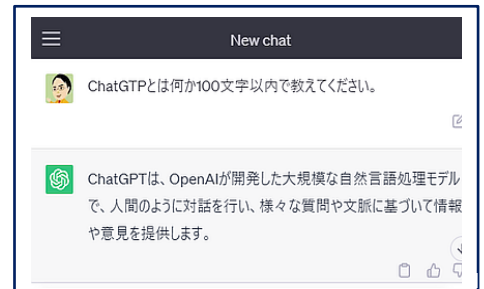 New chat
ChatGTPとは何か100文字以内で教えてください。
ChatGPTは、OpenAIが開発した大規模な自然言語処理モデル
で、人間のように対話を行い、様々な質問や文脈に基づいて情報
や意見を提供します。